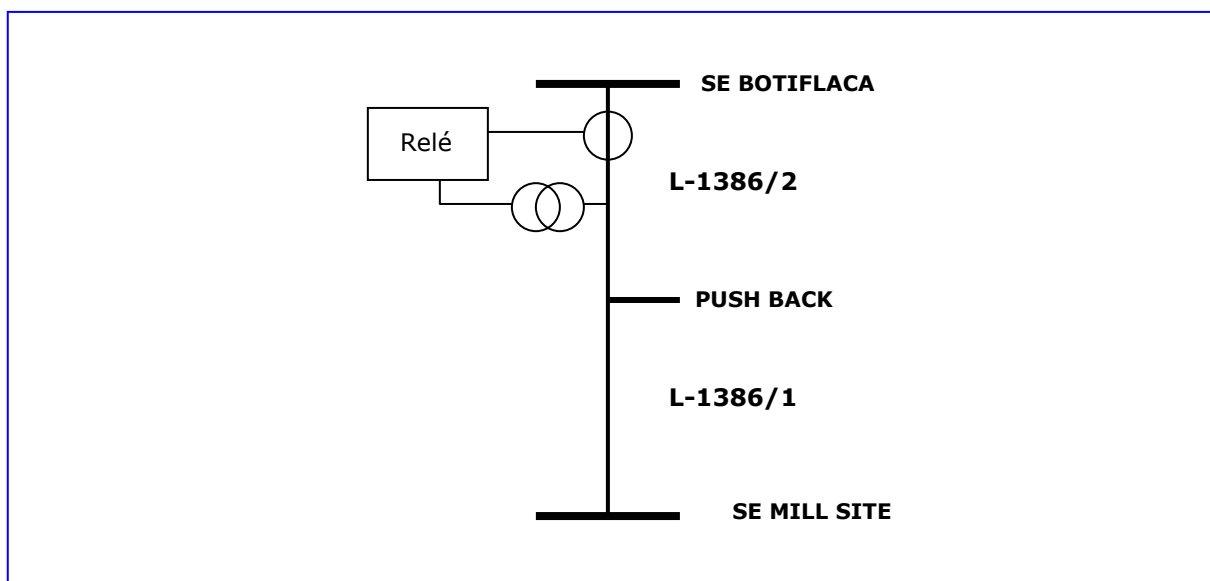 SE BOTIFLACA
Relé
L-1386/2
PUSH BACK
L-1386/1
SE MILL SITE